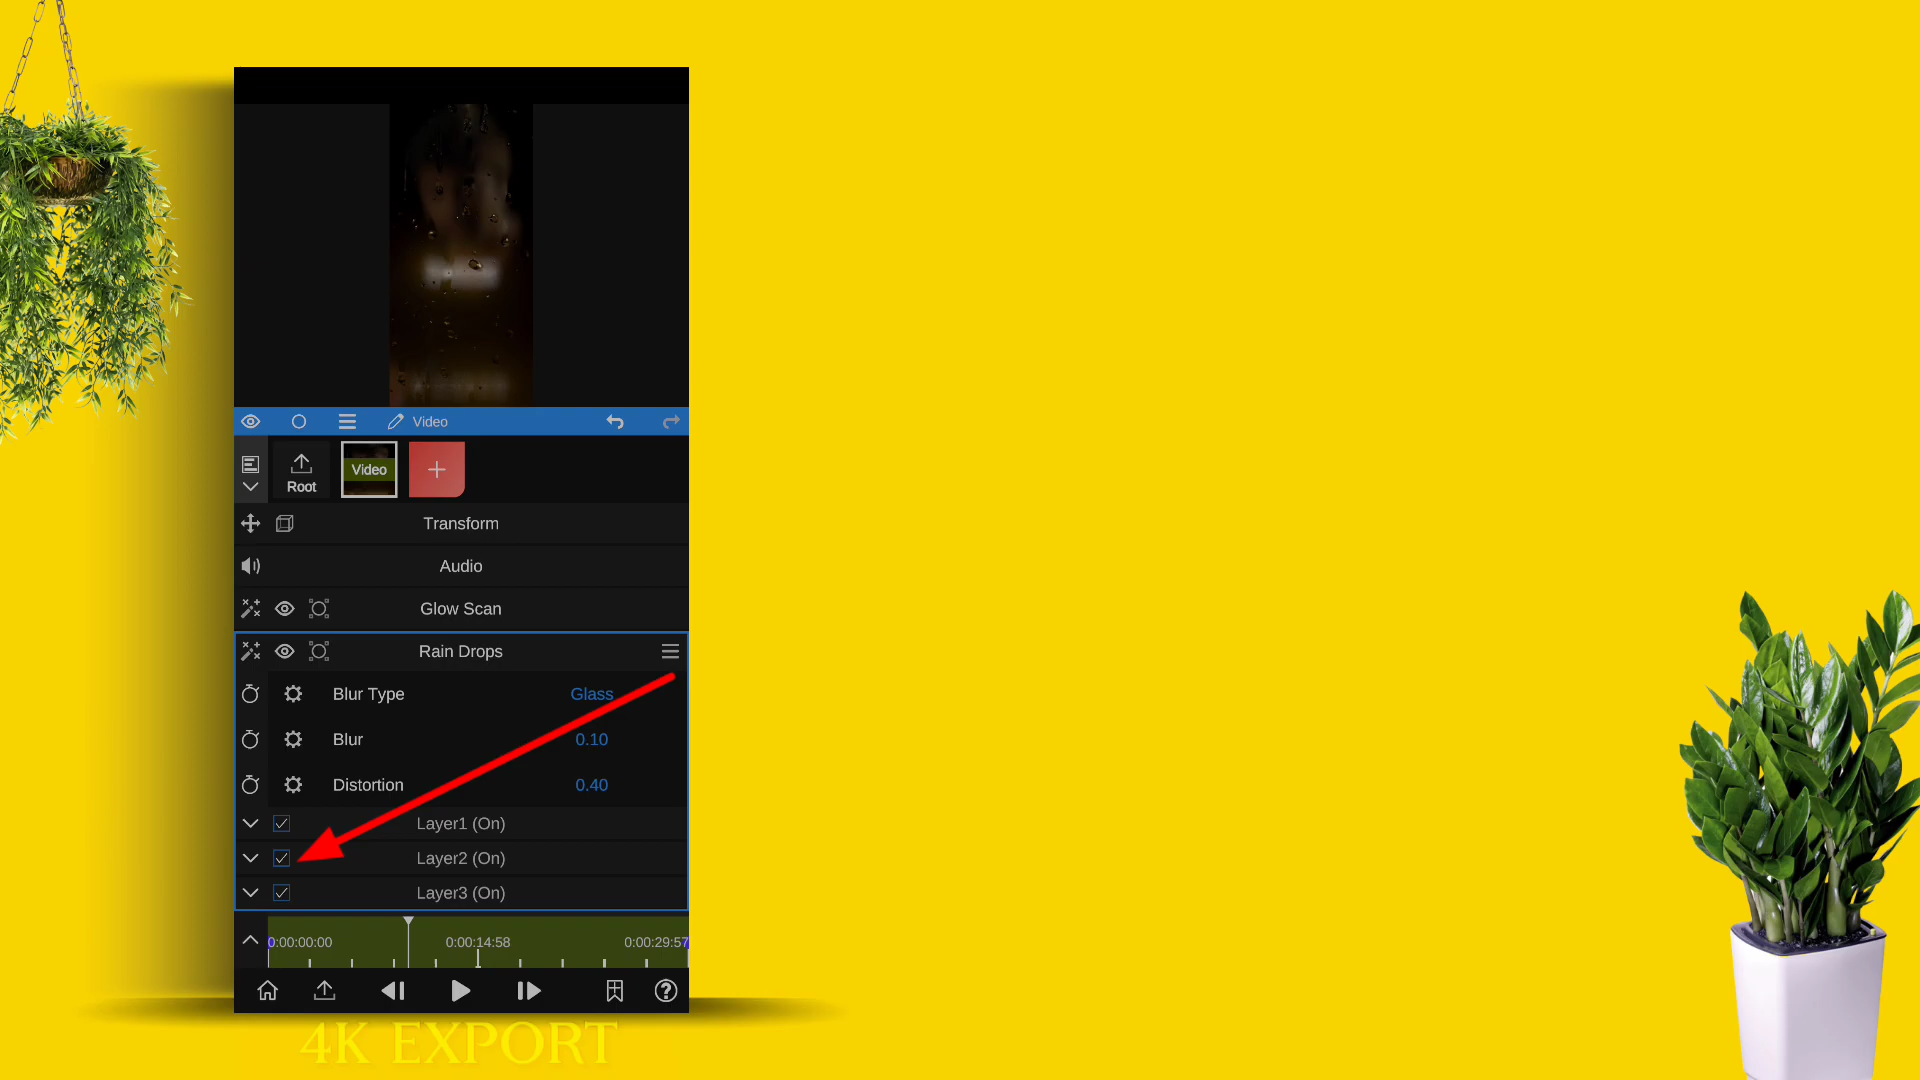 Video
Root
Video
Transform
Audio
Glow Scan
Rain Drops
Blur Type Glass
Blur 0.10
Distortion 0.40
Layer1 (On)
Layer2 (On)
Layer3 (On)
0:00:00:00 0:00:14:58 0:00:29:57
4K EXPORT